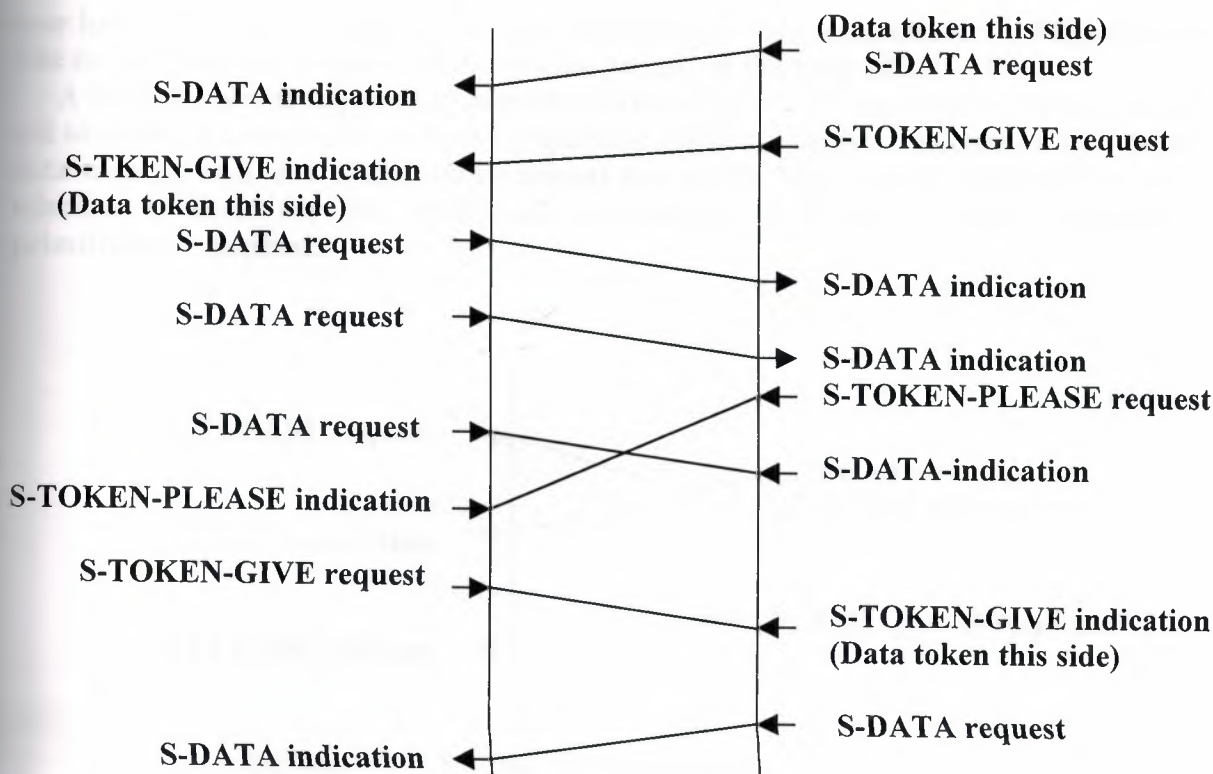 (Data token this side)
S-DATA request
S-DATA indication
S-TOKEN-GIVE request
S-TKEN-GIVE indication
(Data token this side)
S-DATA request
S-DATA indication
S-DATA request
S-DATA indication
S-TOKEN-PLEASE request
S-DATA request
S-DATA-indication
S-TOKEN-PLEASE indication
S-TOKEN-GIVE request
S-TOKEN-GIVE indication
(Data token this side)
S-DATA request
S-DATA indication